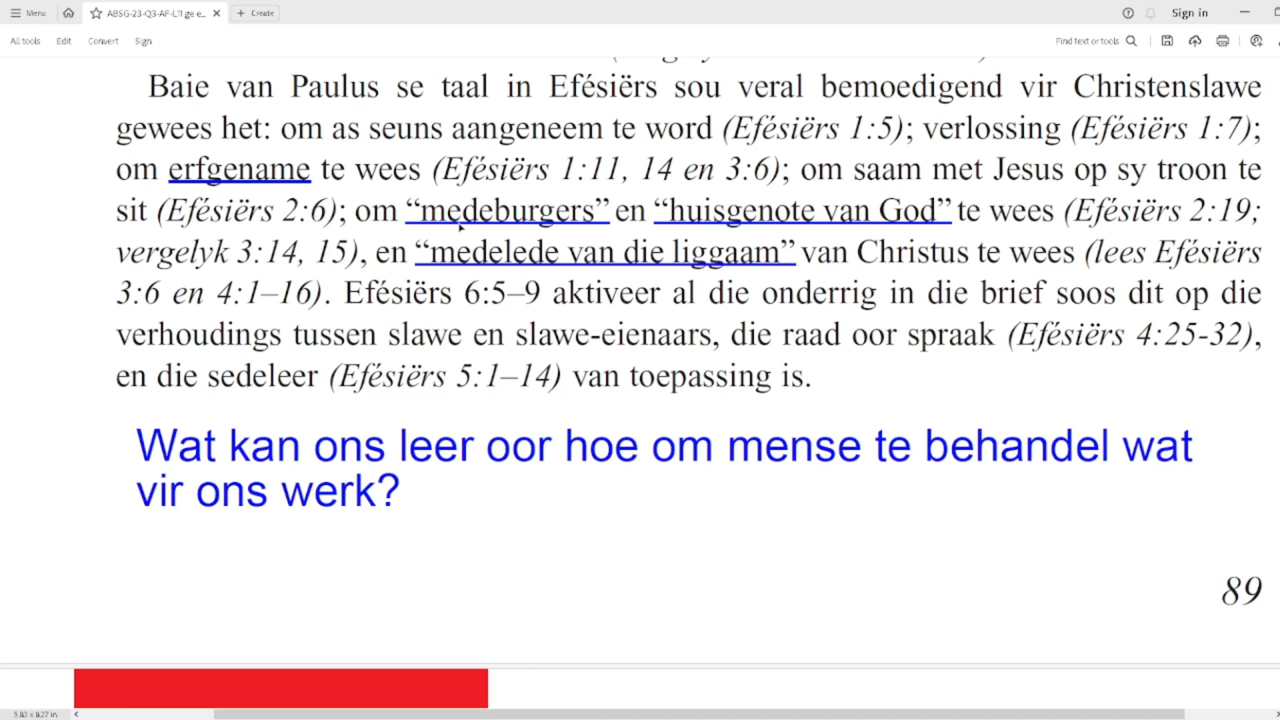 Menu
ABSG-23-Q3-AF-L11 ge e...
Create
Sign in
All tools
Edit
Convert
Sign
Find text or tools
Baie van Paulus se taal in Efésiërs sou veral bemoedigend vir Christenslawe
gewees het: om as seuns aangeneem te word (Efésiërs 1:5); verlossing (Efésiërs 1:7);
om erfgename te wees (Efésiërs 1:11, 14 en 3:6); om saam met Jesus op sy troon te
sit (Efésiërs 2:6); om “medeburgers” en “huisgenote van God” te wees (Efésiërs 2:19;
vergelyk 3:14, 15), en “medelede van die liggaam” van Christus te wees (lees Efésiërs
3:6 en 4:1–16). Efésiërs 6:5–9 aktiveer al die onderrig in die brief soos dit op die
verhoudings tussen slawe en slawe-eienaars, die raad oor spraak (Efésiërs 4:25-32),
en die sedeleer (Efésiërs 5:1–14) van toepassing is.
Wat kan ons leer oor hoe om mense te behandel wat
vir ons werk?
89
5.83 x 8.27 in